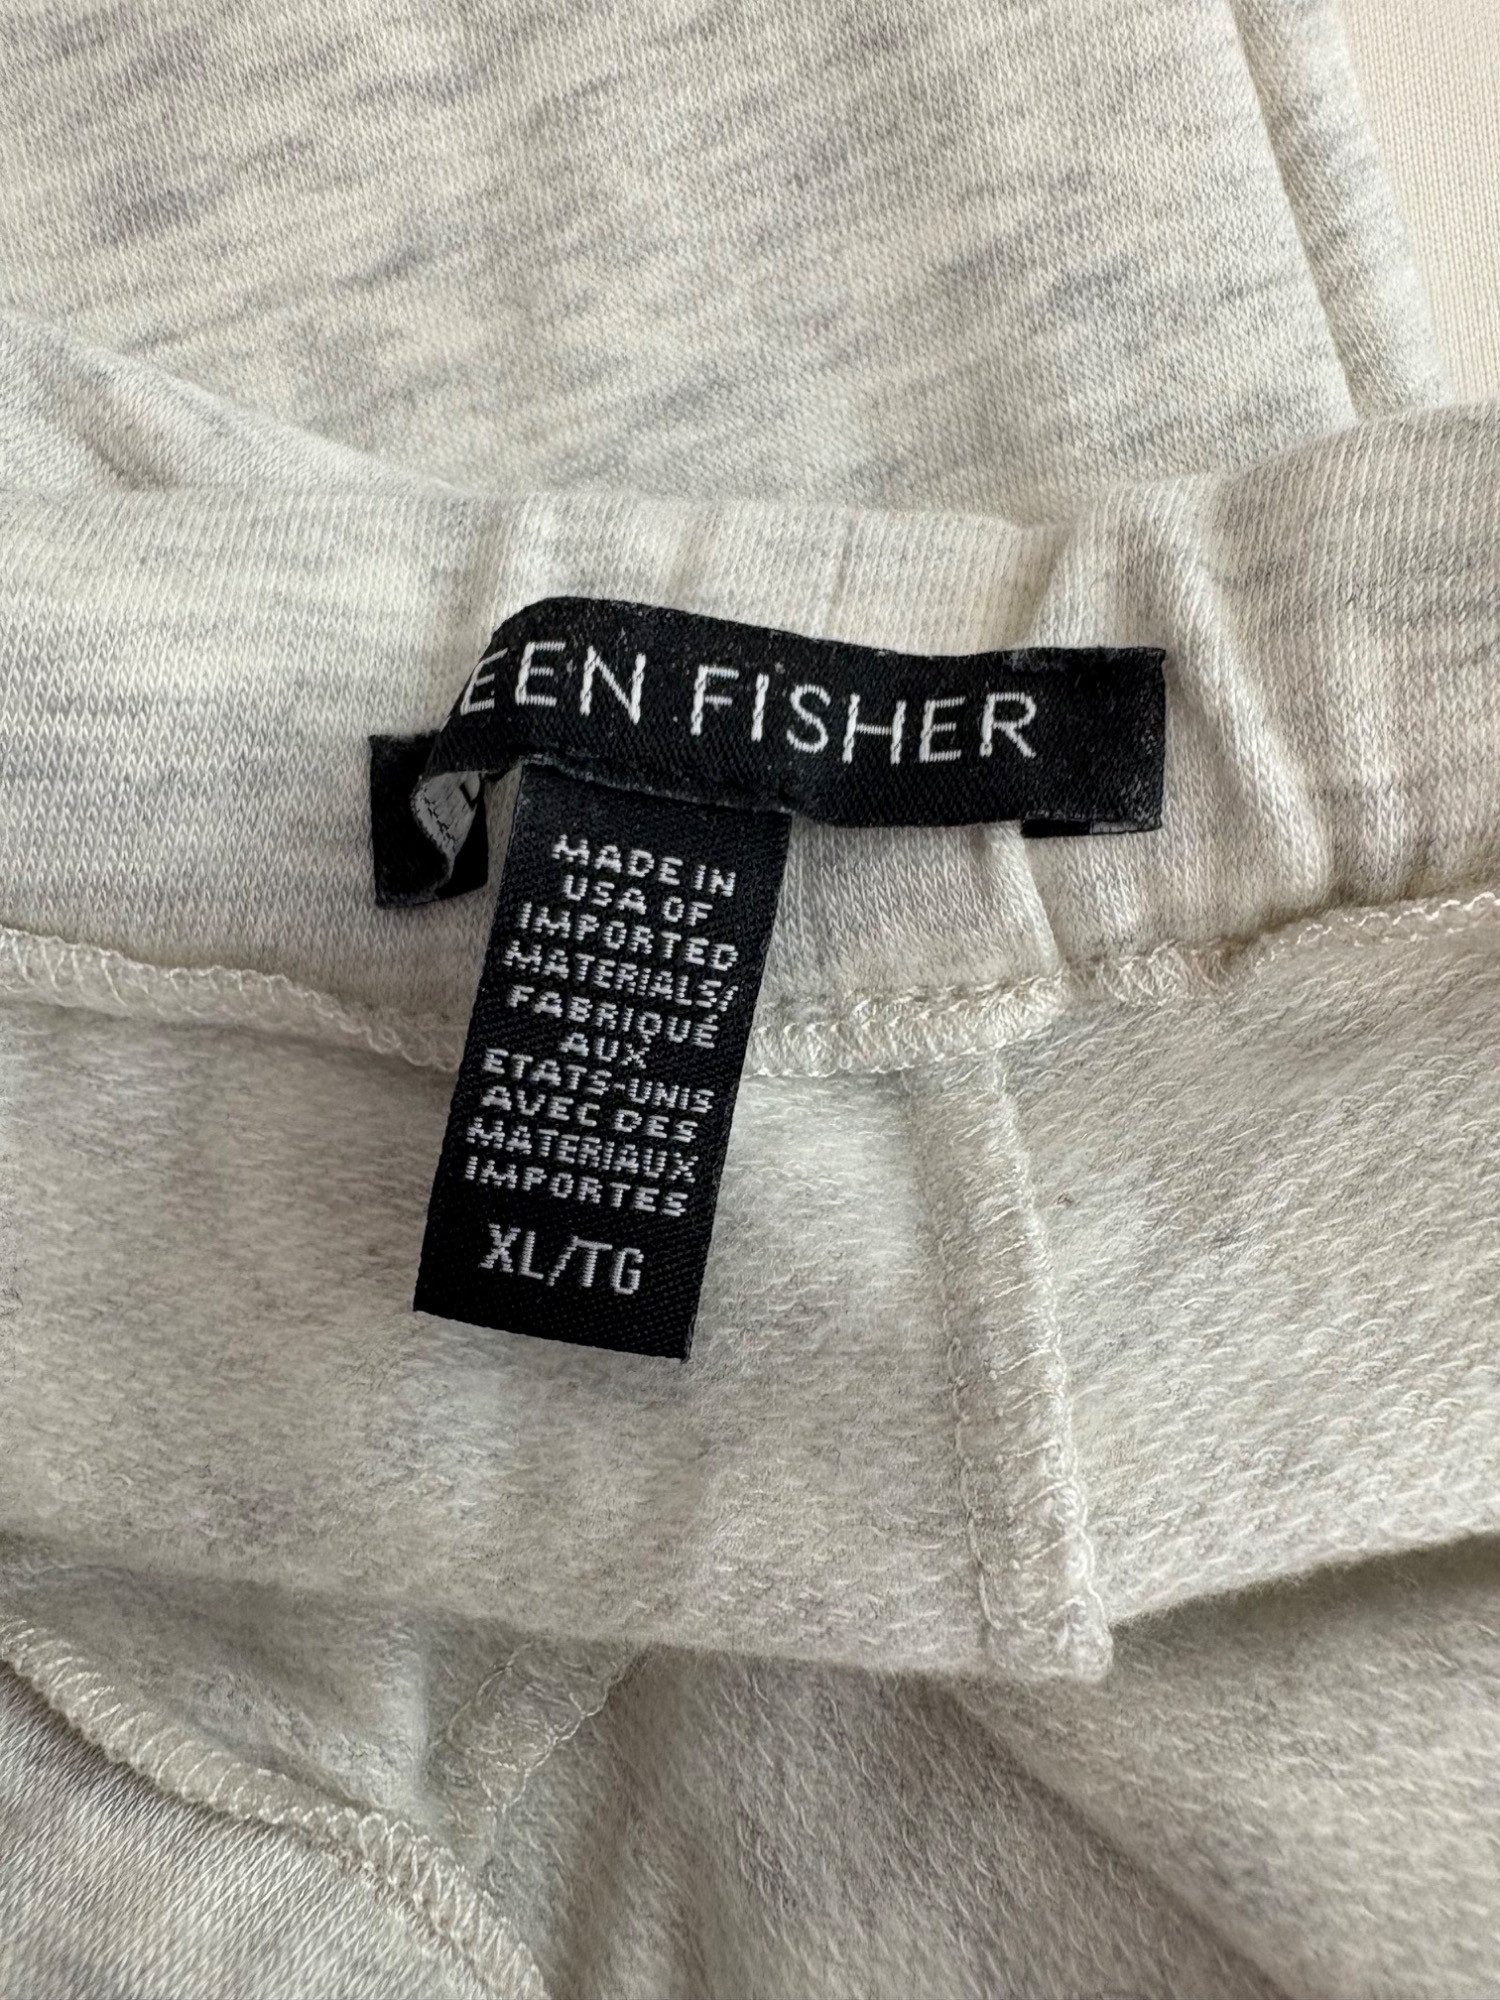 EEN FISHER
MADE IN
USA OF
IMPORTED
MATERIALS/
FABRIQUÉ
AUX
ETATS-UNIS
AVEC DES
MATERIAUX
IMPORTES
XL/TG